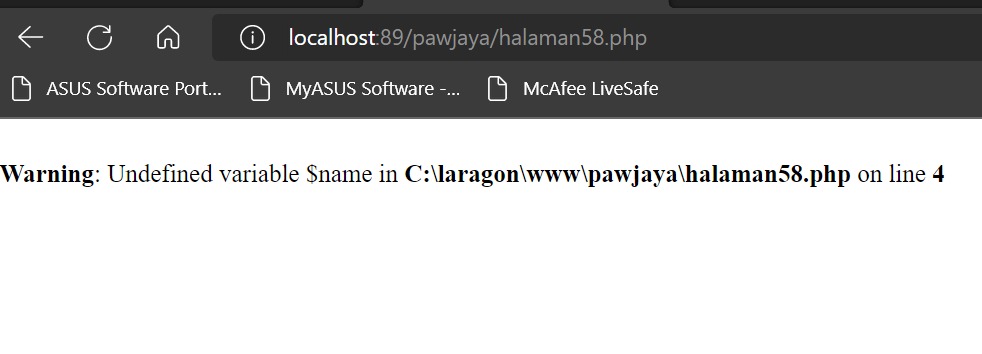 localhost:89/pawjaya/halaman58.php
ASUS Software Port... MyASUS Software -... McAfee LiveSafe
Warning: Undefined variable $name in C:\laragon\www\pawjaya\halaman58.php on line 4